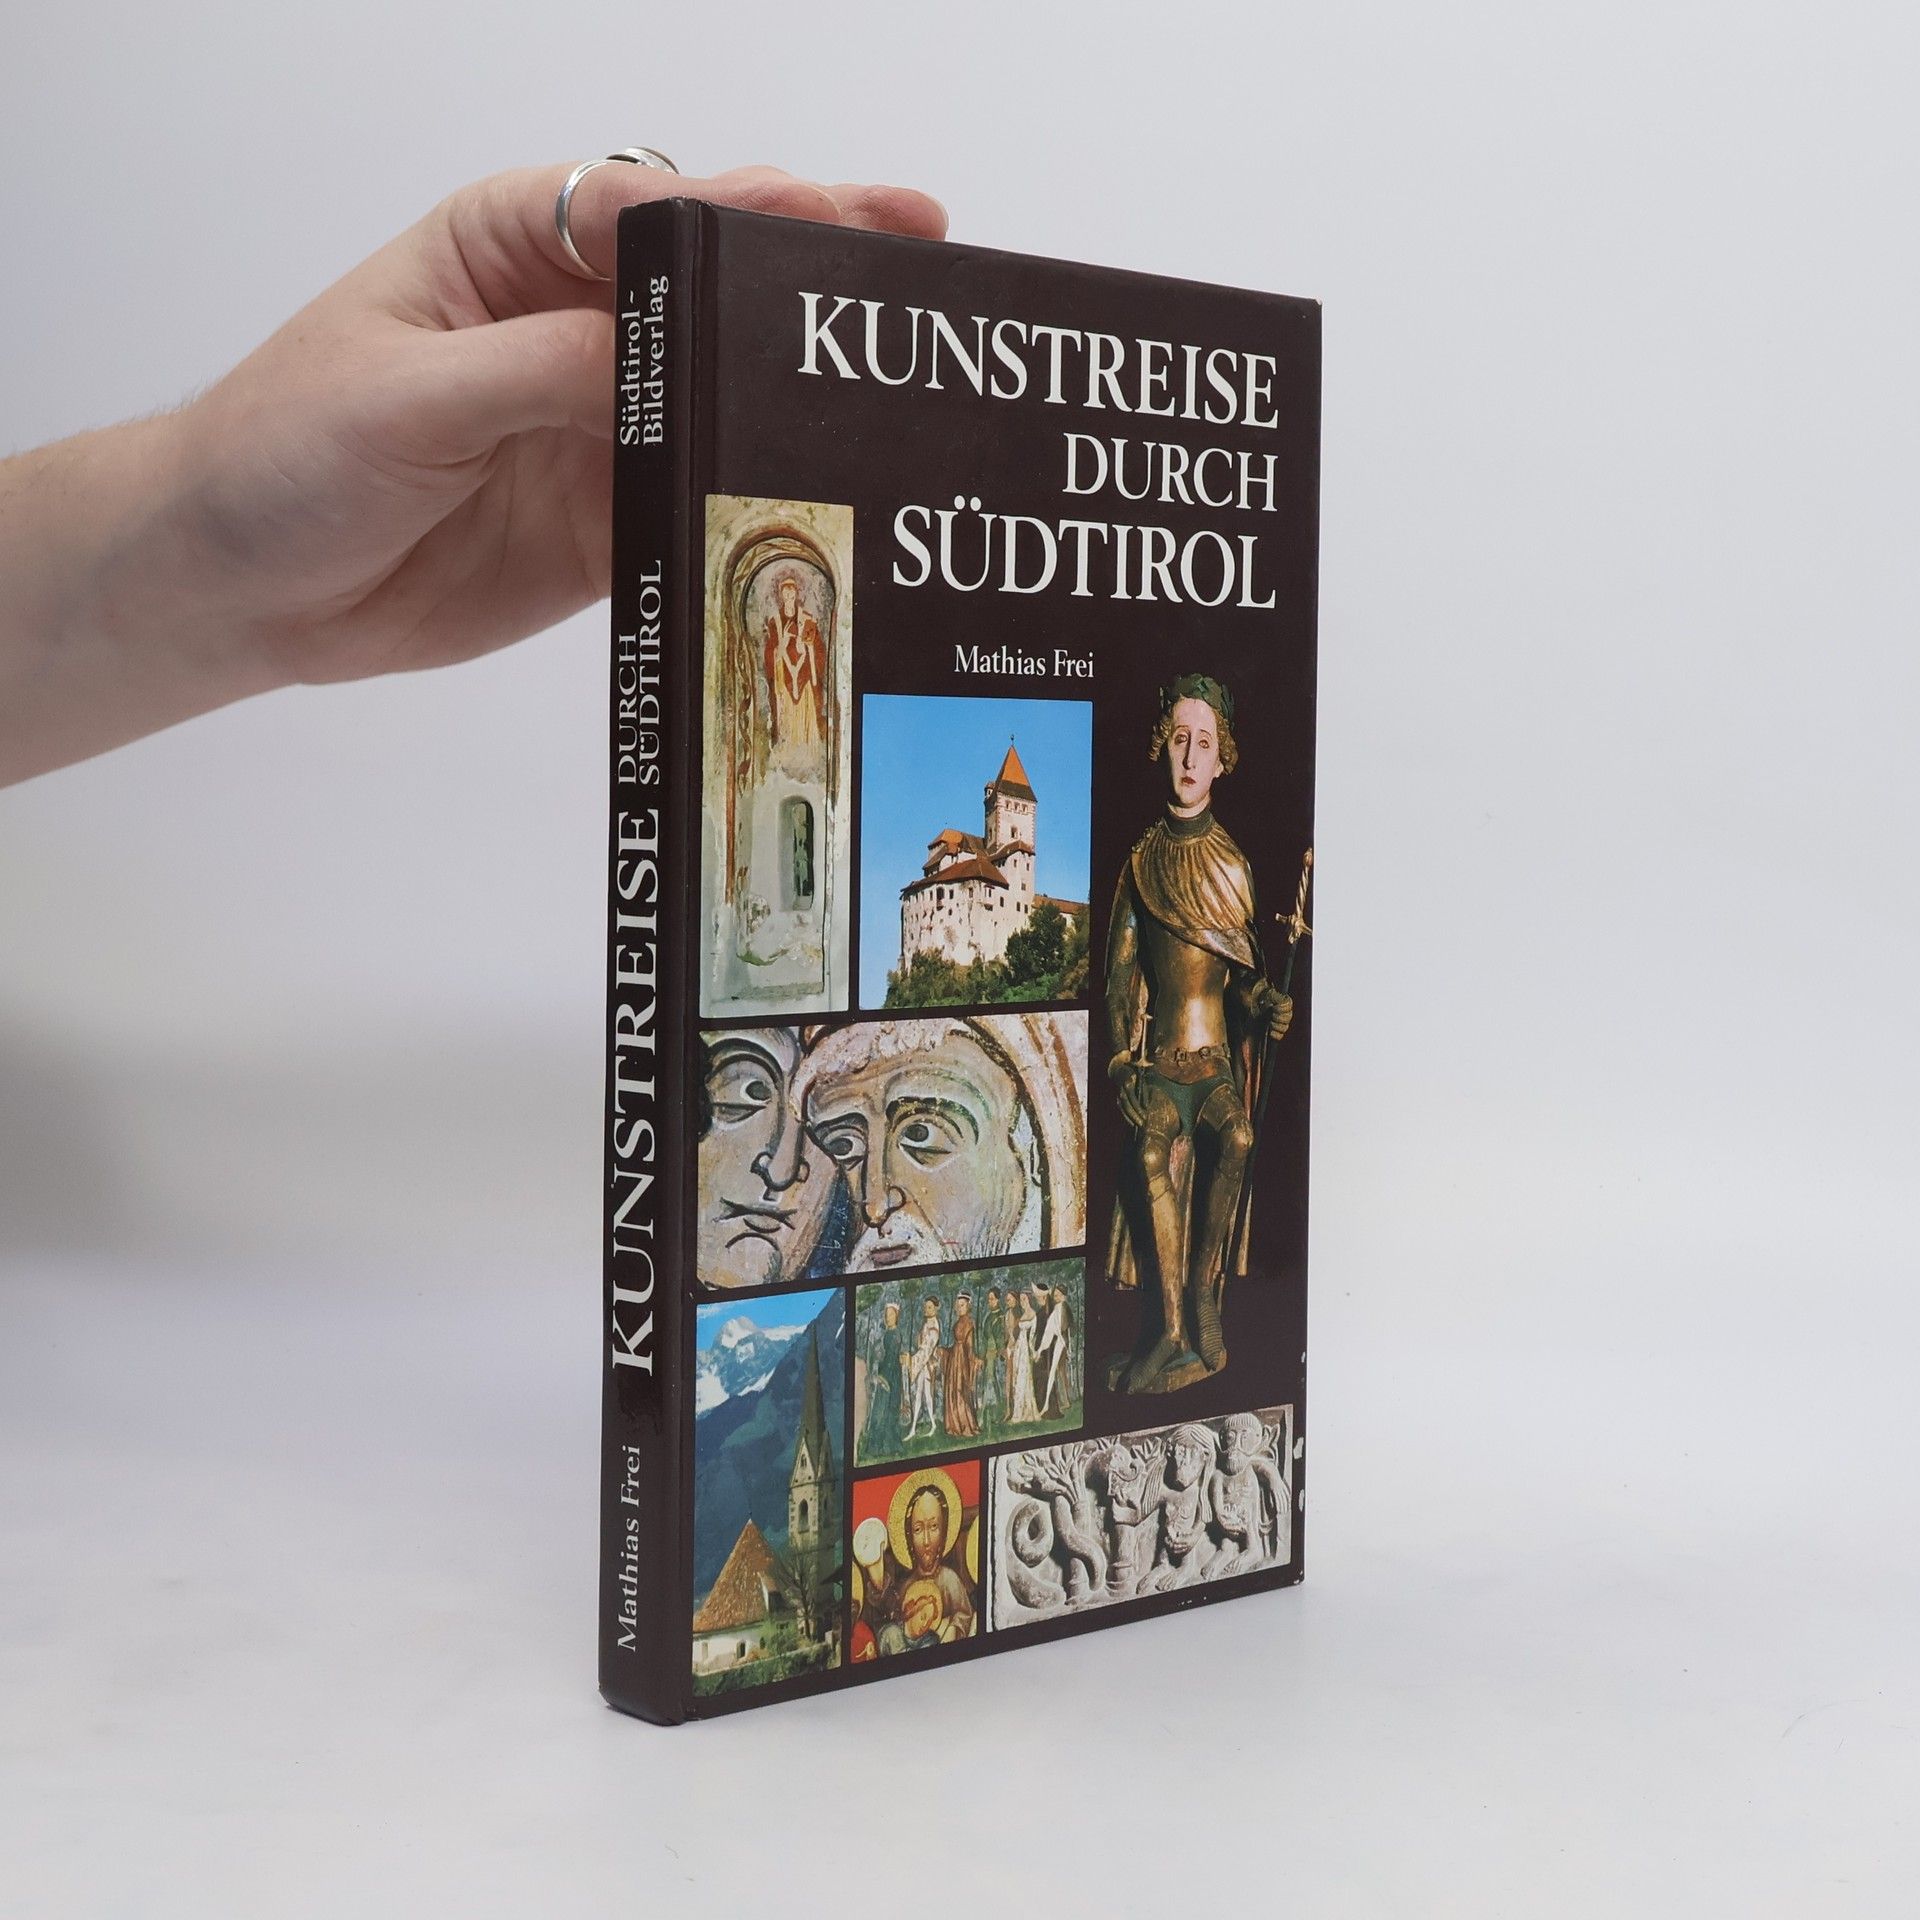 KUNSTREISE
DURCH
SÜDTIROL
Mathias Frei
Mathias Frei
KUNSTREISE
DURCH
SÜDTIROL
Südtirol-
Bildverlag